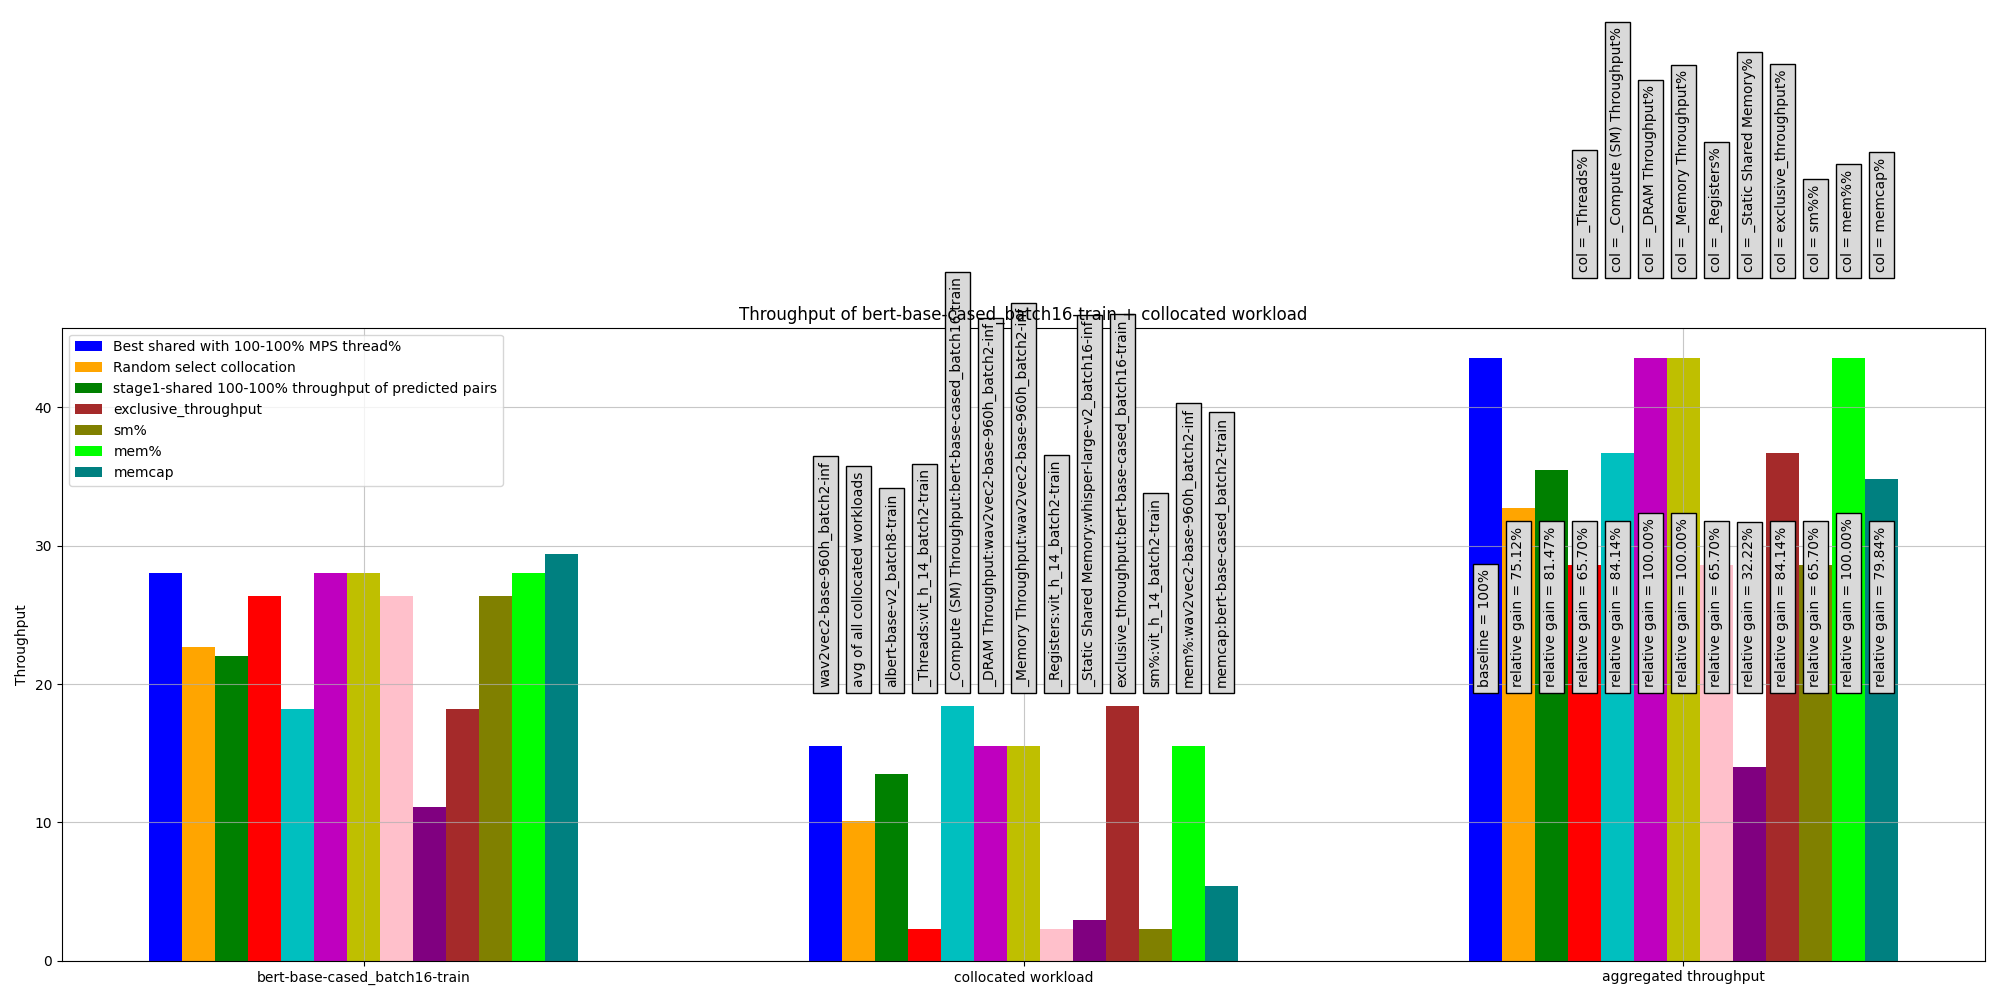 col = _Threads%
col = _Compute (SM) Throughput%
col = _DRAM Throughput%
col = _Memory Throughput%
col = _Registers%
col = _Static Shared Memory%
col = exclusive_throughput%
col = sm%%
col = mem%%
col = memcap%
Throughput of bert-base-cased_batch16-train + collocated workload
Best shared with 100-100% MPS thread%
Random select collocation
stage1-shared 100-100% throughput of predicted pairs
exclusive_throughput
sm%
mem%
memcap
Throughput
40
30
20
10
0
wav2vec2-base-960h_batch2-inf
avg of all collocated workloads
albert-base-v2_batch8-train
_Threads:vit_h_14_batch2-train
_Compute (SM) Throughput:bert-base-cased_batch16-train
_DRAM Throughput:wav2vec2-base-960h_batch2-inf
_Memory Throughput:wav2vec2-base-960h_batch2-inf
_Registers:vit_h_14_batch2-train
_Static Shared Memory:whisper-large-v2_batch16-inf
exclusive_throughput:bert-base-cased_batch16-train
sm%:vit_h_14_batch2-train
mem%:wav2vec2-base-960h_batch2-inf
memcap:bert-base-cased_batch2-train
baseline = 100%
relative gain = 75.12%
relative gain = 81.47%
relative gain = 65.70%
relative gain = 84.14%
relative gain = 100.00%
relative gain = 100.00%
relative gain = 65.70%
relative gain = 32.22%
relative gain = 84.14%
relative gain = 65.70%
relative gain = 100.00%
relative gain = 79.84%
bert-base-cased_batch16-train
collocated workload
aggregated throughput